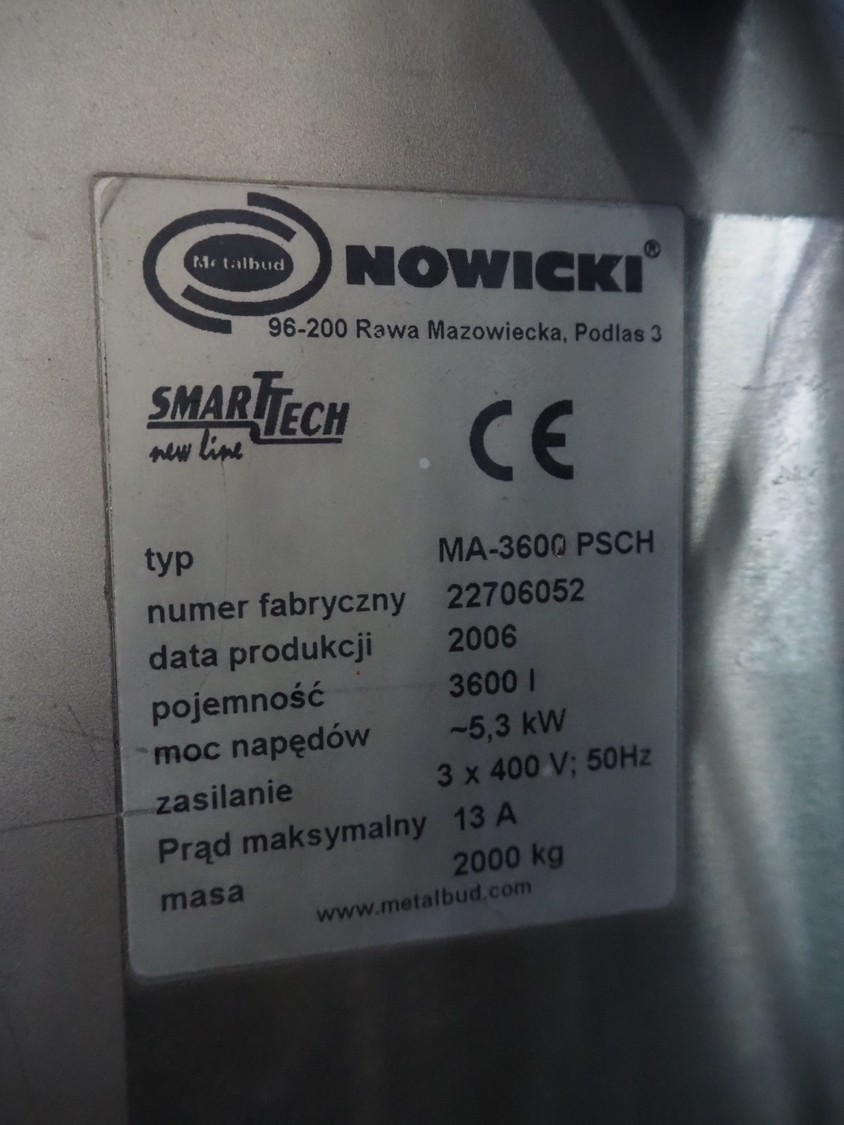 Metalbud NOWICKI®
96-200 Rawa Mazowiecka, Podlas 3
SMARTTECH
new line
CE
typ MA-3600 PSCH
numer fabryczny 22706052
data produkcji 2006
pojemność 3600 l
moc napędów ~5,3 kW
zasilanie 3 x 400 V; 50Hz
Prąd maksymalny 13 A
masa 2000 kg
www.metalbud.com